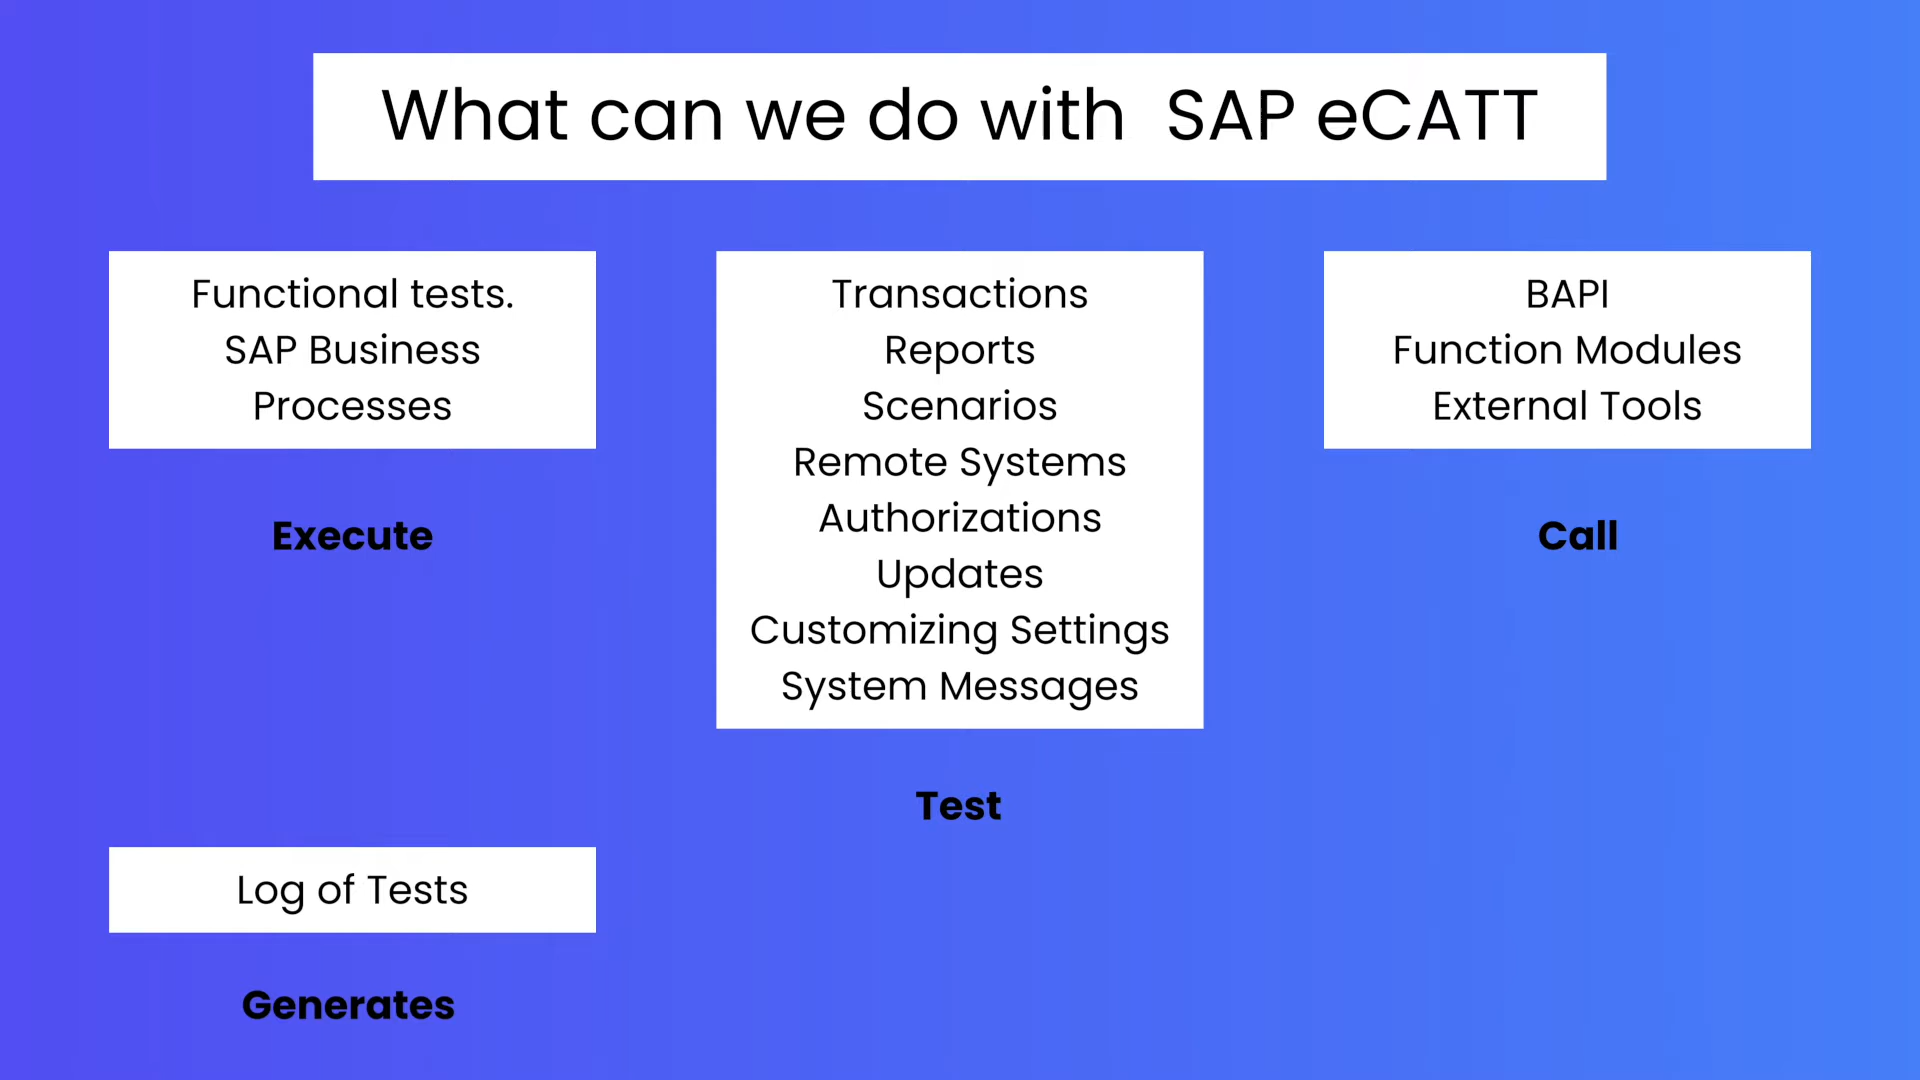 What can we do with  SAP eCATT
Functional tests.
SAP Business
Processes
Execute
Transactions
Reports
Scenarios
Remote Systems
Authorizations
Updates
Customizing Settings
System Messages
Test
BAPI
Function Modules
External Tools
Call
Log of Tests
Generates